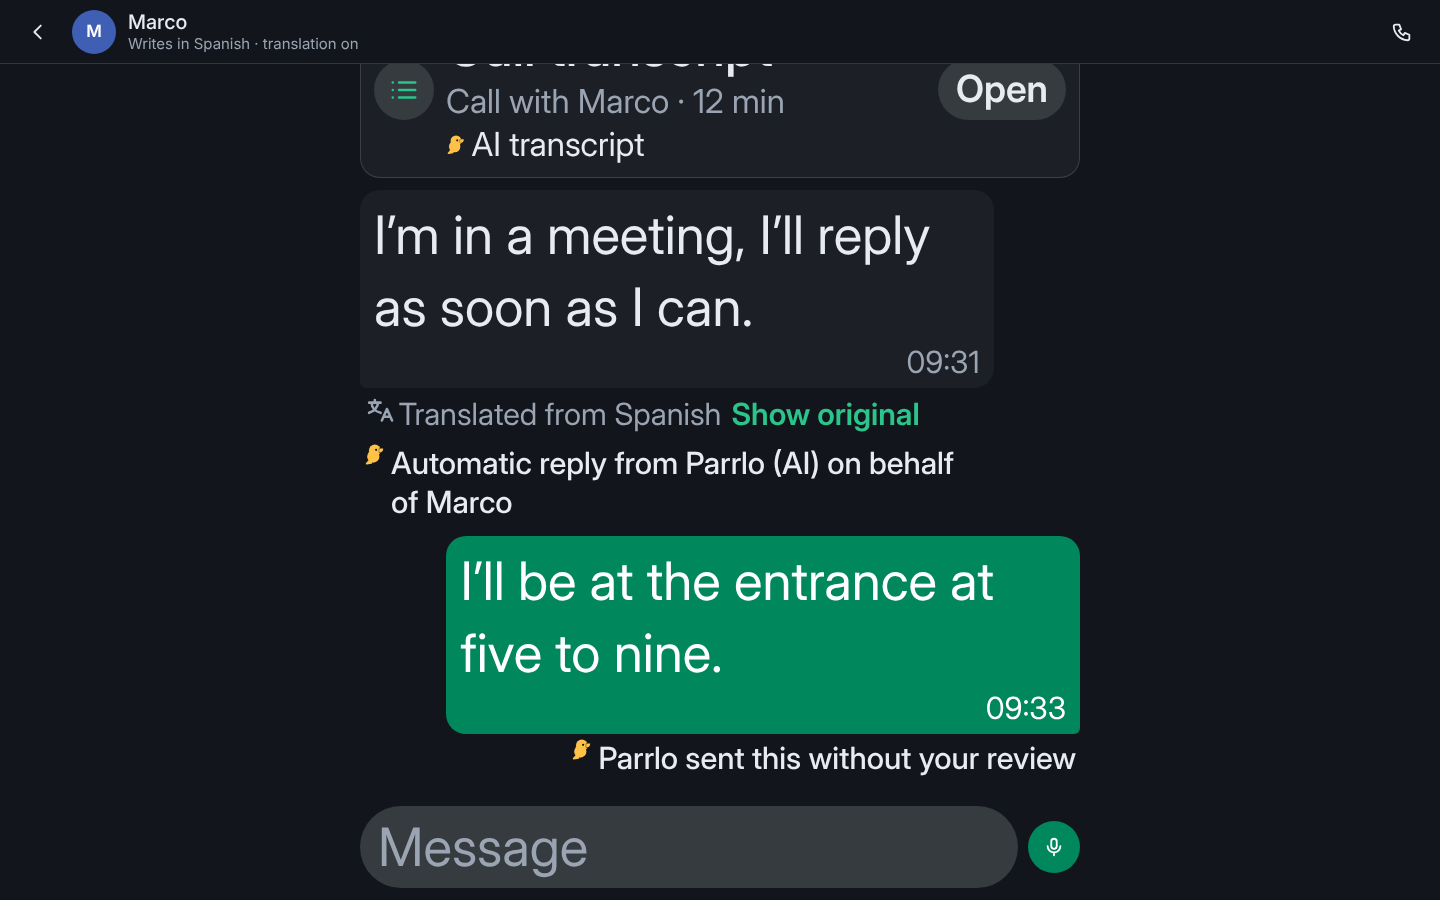 M
Marco
Writes in Spanish · translation on
Call transcript
Call with Marco · 12 min
Open
AI transcript
I’m in a meeting, I’ll reply
as soon as I can.
09:31
Translated from Spanish Show original
Automatic reply from Parrlo (AI) on behalf
of Marco
I’ll be at the entrance at
five to nine.
09:33
Parrlo sent this without your review
Message